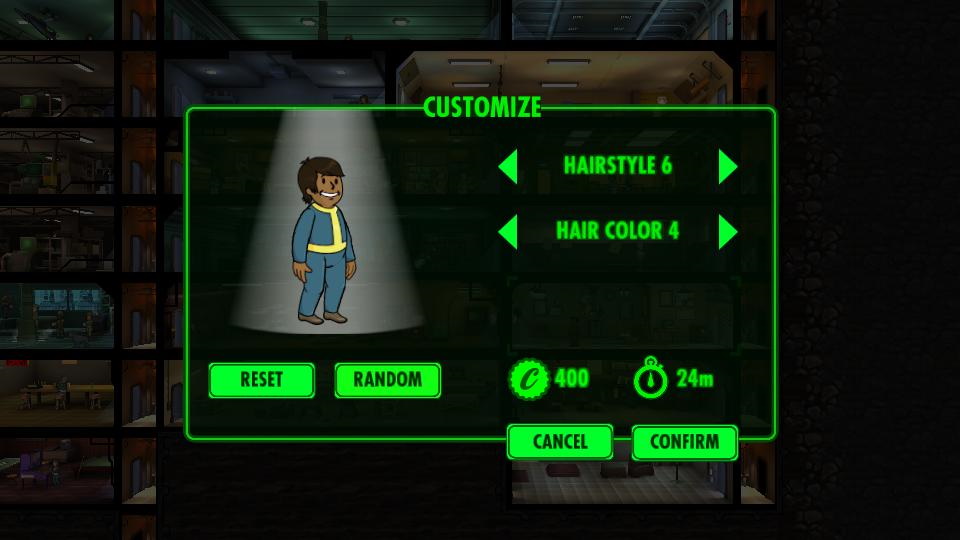 CUSTOMIZE
HAIRSTYLE 6
HAIR COLOR 4
RESET
RANDOM
C 400
24m
CANCEL
CONFIRM